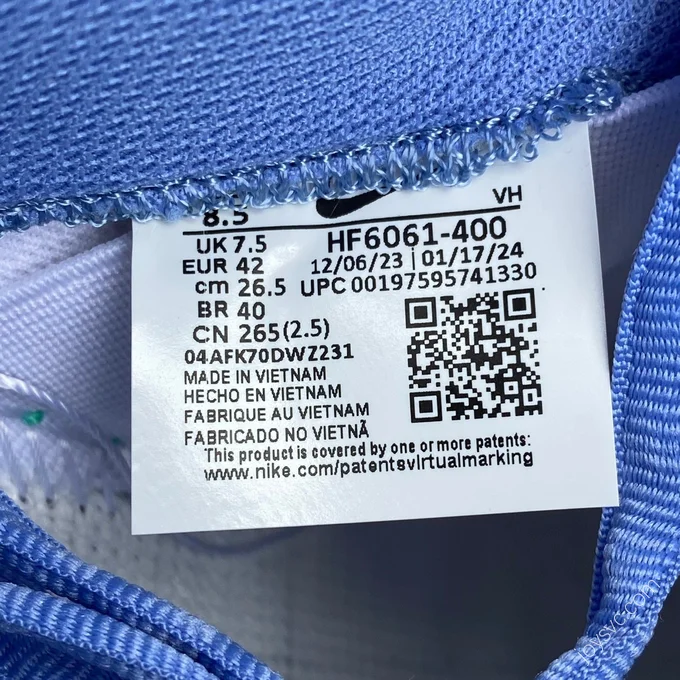 8.5 VH
UK 7.5 HF6061-400
EUR 42 12/06/23 | 01/17/24
cm 26.5 UPC 00197595741330
BR 40
CN 265(2.5)
04AFK70DWZ231
MADE IN VIETNAM
HECHO EN VIETNAM
FABRIQUE AU VIETNAM
FABRICADO NO VIETNÃ
This product is covered by one or more patents:
www.nike.com/patentsvirtualmarking